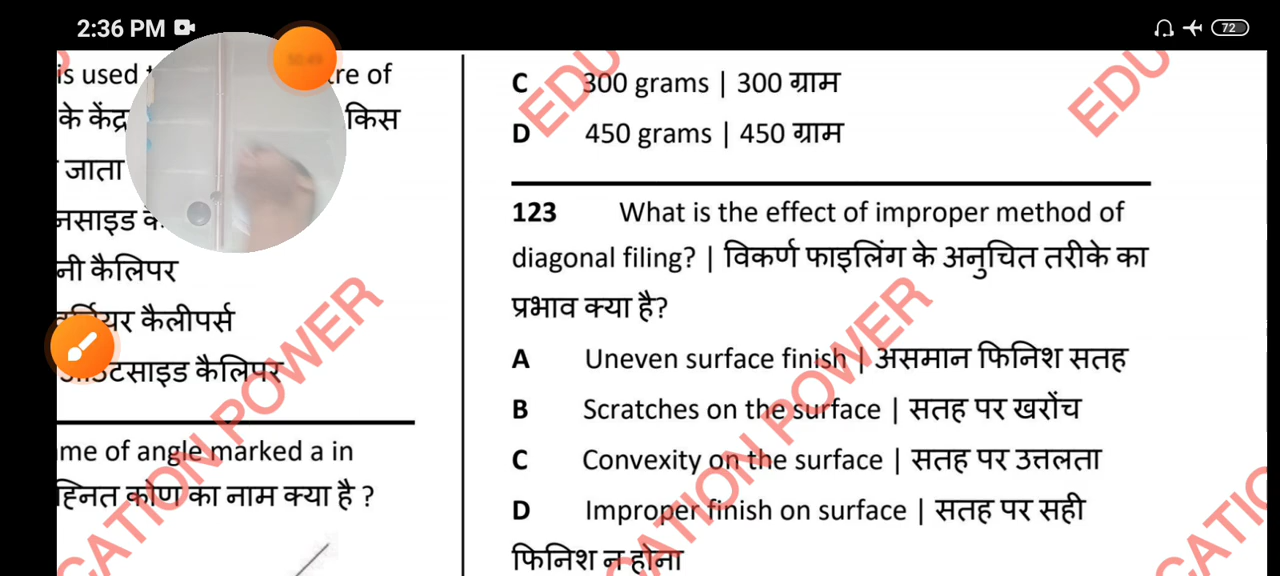 2:36 PM
72
is used
re of
के केंद्र
किस
जाता
नी कैलिपर
वर्नियर कैलीपर्स
आउटसाइड कैलिपर
me of angle marked a in
कोण का नाम क्या है ?
C 300 grams | 300 ग्राम
D 450 grams | 450 ग्राम
123 What is the effect of improper method of
diagonal filing? | विकर्ण फाइलिंग के अनुचित तरीके का
प्रभाव क्या है?
A Uneven surface finish | असमान फिनिश सतह
B Scratches on the surface | सतह पर खरोंच
C Convexity on the surface | सतह पर उत्तलता
D Improper finish on surface | सतह पर सही
फिनिश न होना
EDU
EDU
CATION POWER
CATION POWER
CATIO